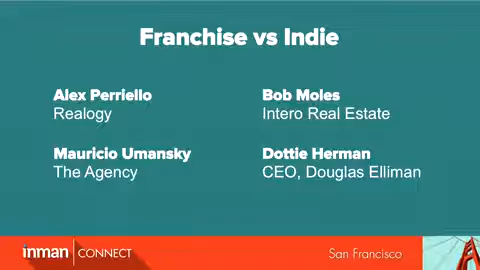 Franchise vs Indie
Alex Perriello
Realogy
Bob Moles
Intero Real Estate
Mauricio Umansky
The Agency
Dottie Herman
CEO, Douglas Elliman
inman CONNECT
San Francisco